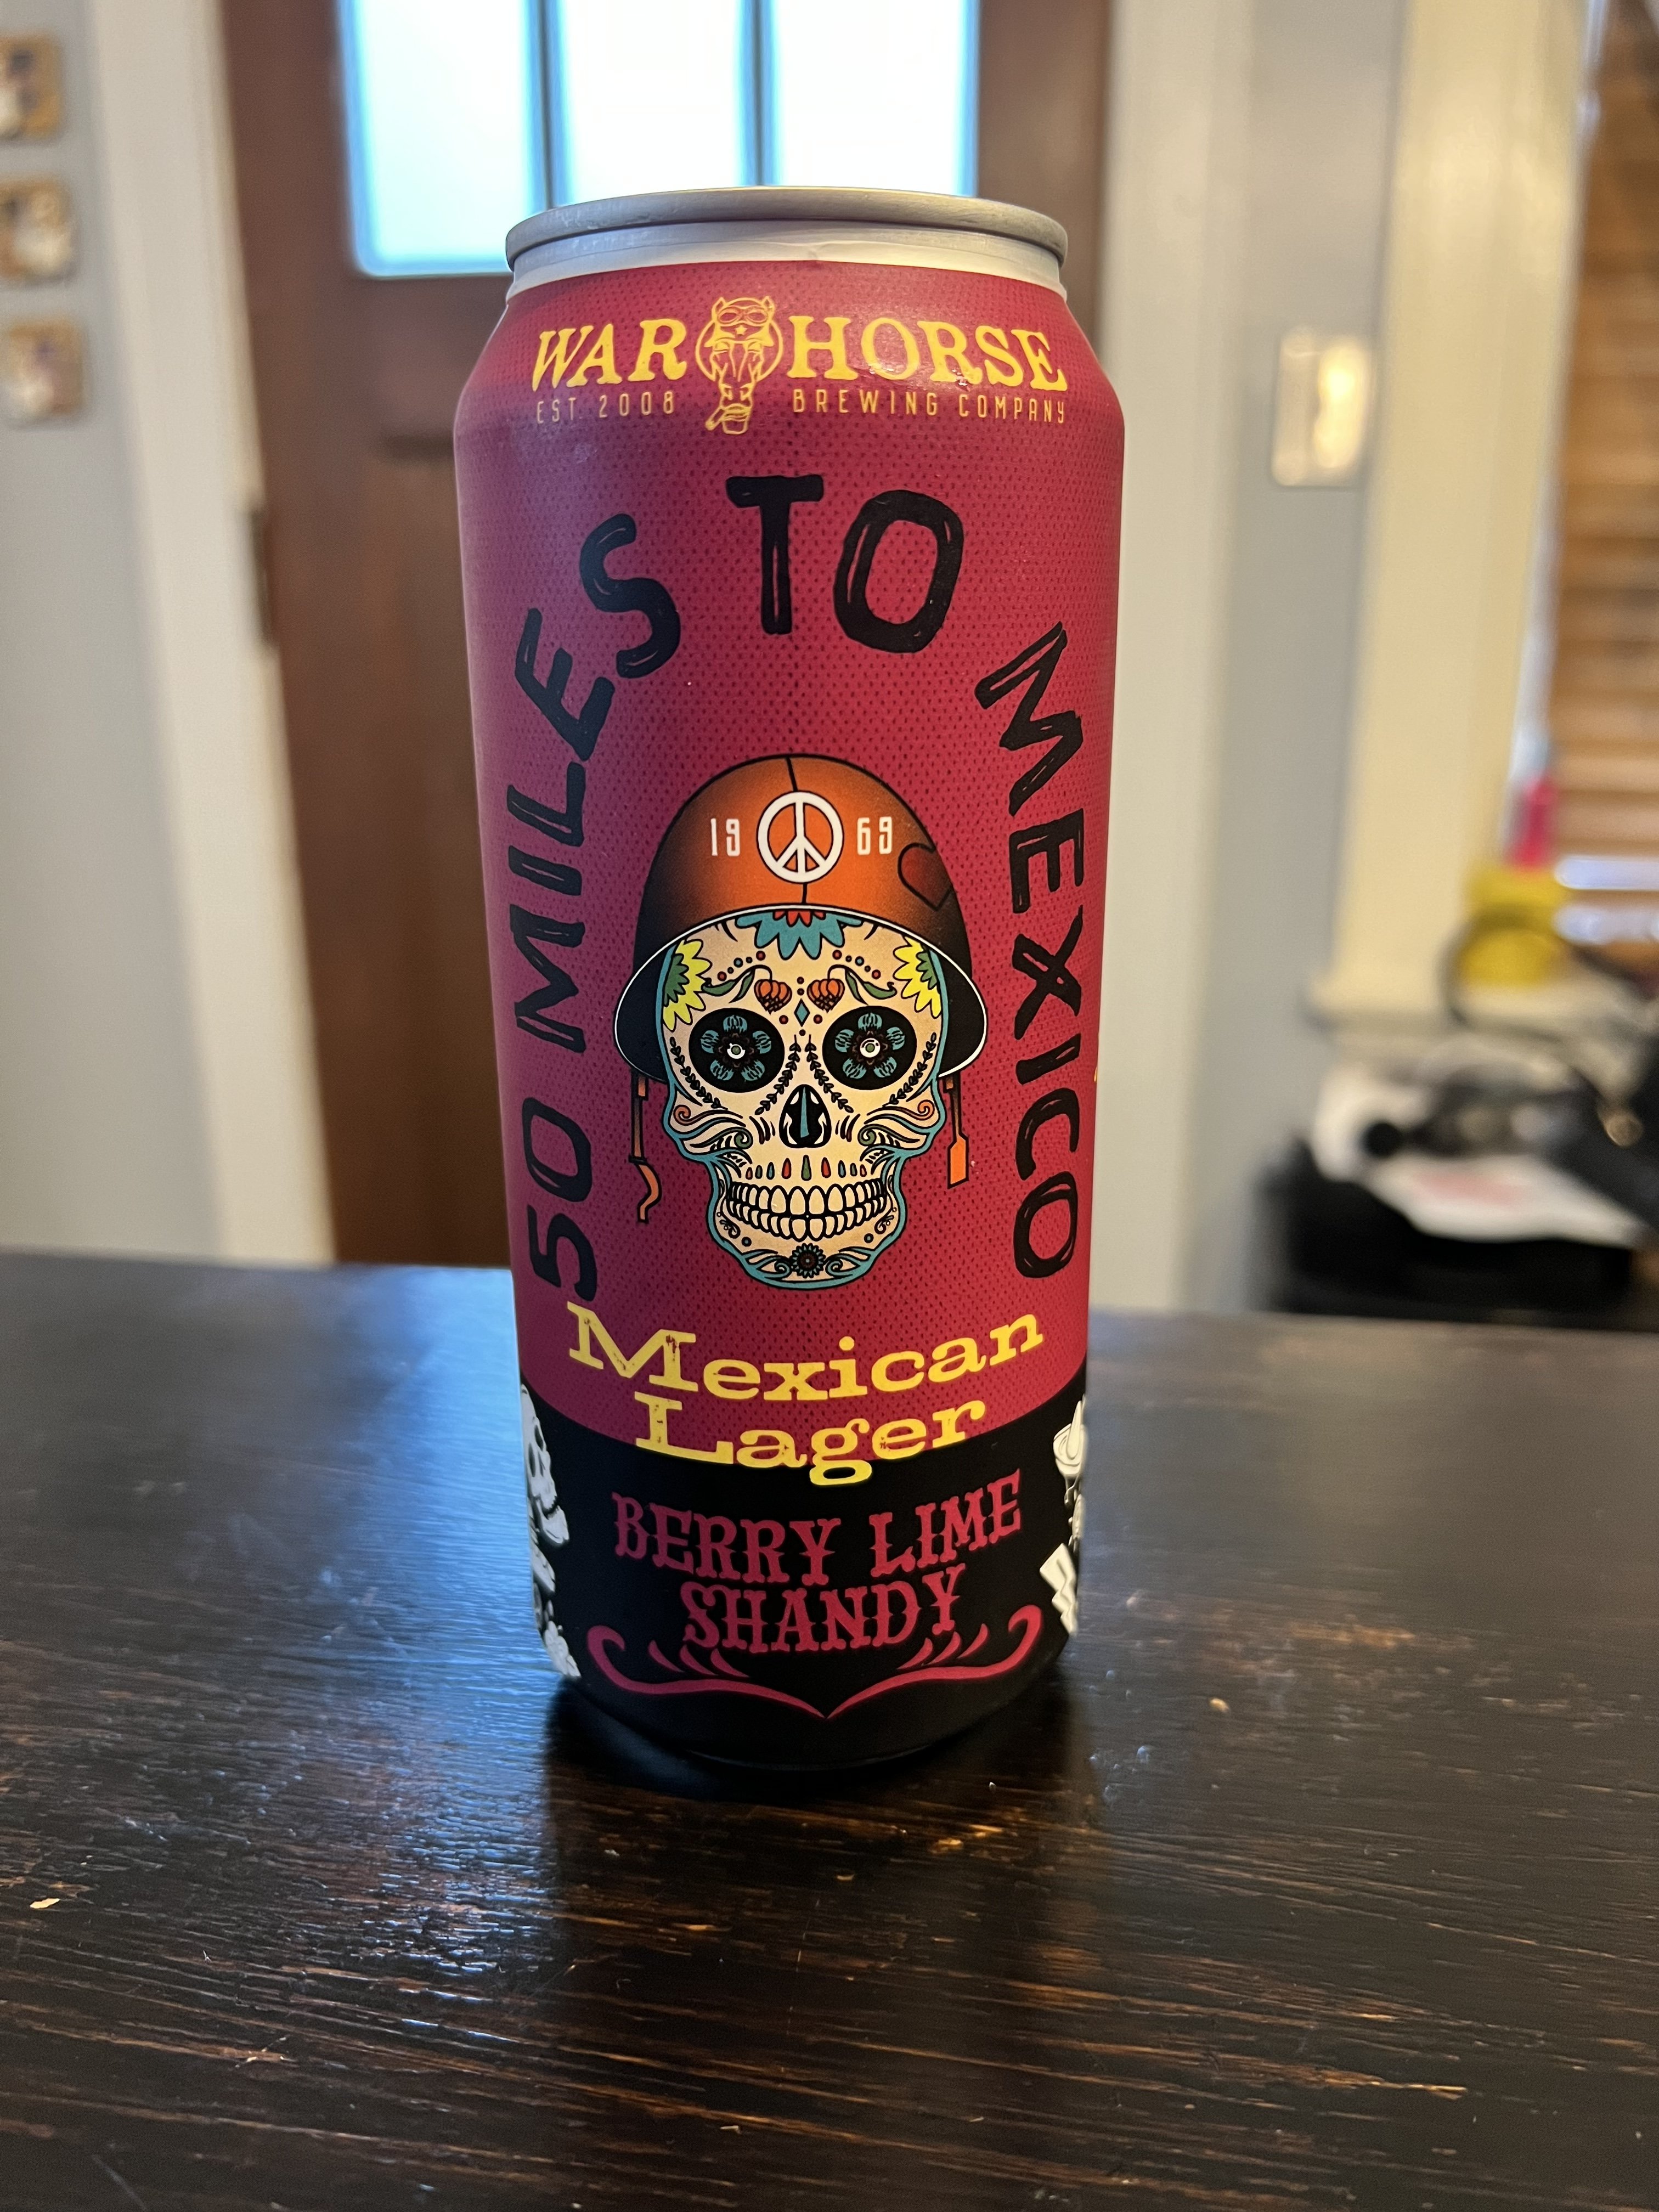 WAR HORSE
EST. 2008 BREWING COMPANY
50 MILES TO MEXICO
19 69
Mexican
Lager
BERRY LIME
SHANDY